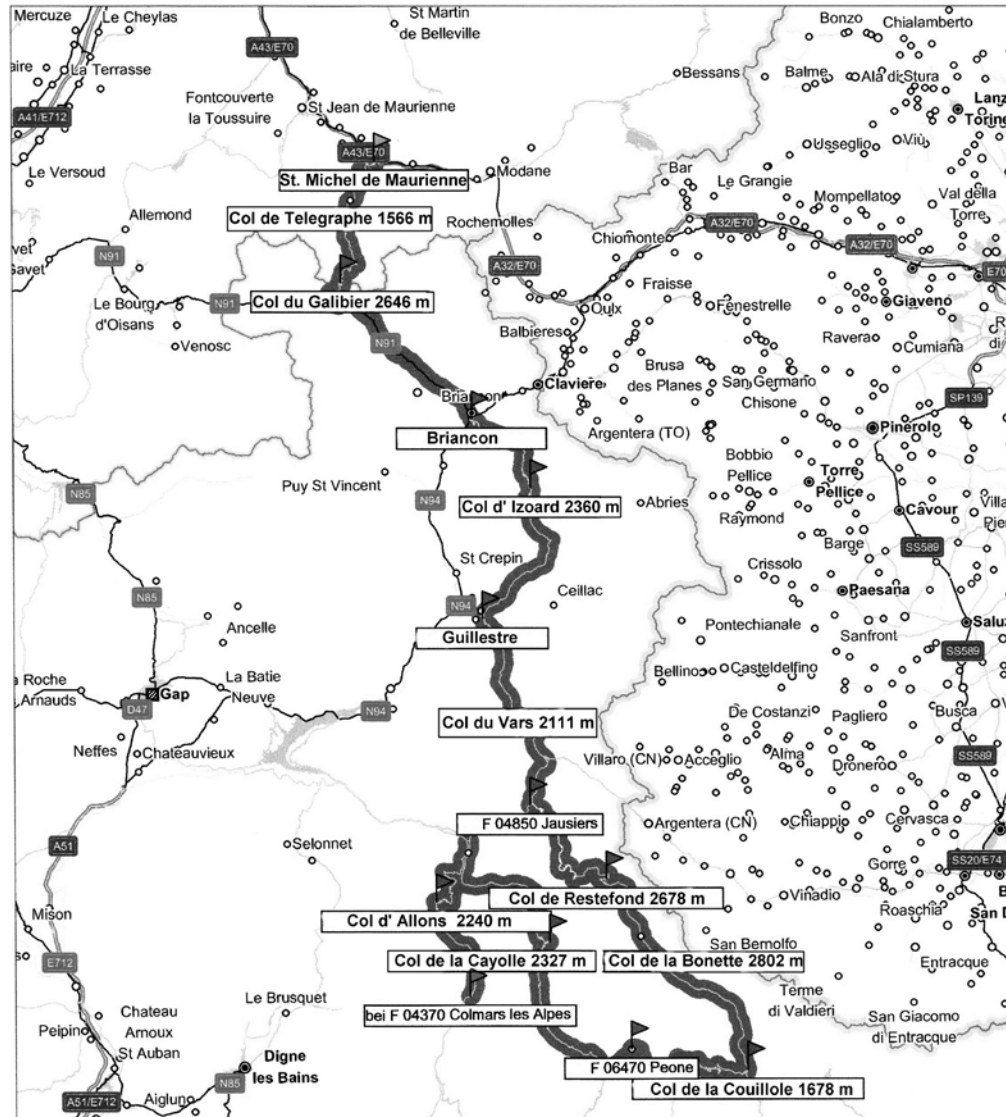 Mercuze
Le Cheylas
St Martin
de Belleville
Bonzo
Chialamberto
A43/E70
aire
La Terrasse
Bessans
Balme
Ala di Stura
Fontcouverte
la Toussuire
St Jean de Maurienne
Lanz
Torine
A41/E712
A43/E70
Usseglio
Viù
Le Versoud
St. Michel de Maurienne
Modane
Bar
Le Grangie
Mompellato
Val della
Torre
Allemond
Col de Telegraphe 1566 m
Rochemolles
A32/E70
Chiomonte
A32/E70
vet
Savet
N91
A32/E70
E70
Fraisse
Le Bourg
d'Oisans
N91
Col du Galibier 2646 m
Oulx
Fenestrelle
Giaveno
Venosc
N91
Balbieres
Ravera
Cumiana
Brusa
des Planes
San Germano
Chisone
Claviere
SP139
Briancon
Argentera (TO)
Pinerolo
Briancon
Bobbio
Pellice
Torre
Pellice
N85
Puy St Vincent
N94
Col d' Izoard 2360 m
Abries
Raymond
Cavour
Villa
Barge
SS589
St Crepin
Crissolo
N85
N94
Ceillac
Paesana
Ancelle
Guillestre
Pontechianale
Sanfront
Saluz
SS589
a Roche
Arnauds
Gap
La Batie
Neuve
Bellino
Casteldelfino
D47
N94
Col du Vars 2111 m
De Costanzi
Pagliero
Busca
Neffes
Chateauvieux
Villaro (CN)
Acceglio
Alma
Dronero
SS589
F 04850 Jausiers
Argentera (CN)
Chiappi
Cervasca
A51
Selonnet
Gorre
SS20/E74
Col de Restefond 2678 m
Vinadio
Mison
Col d' Allons 2240 m
Roaschia
San D
E712
Col de la Cayolle 2327 m
Col de la Bonette 2802 m
San Bernolfo
Entracque
Le Brusquet
Terme
di Valdieri
San Giacomo
di Entracque
Chateau
Arnoux
St Auban
Peipin
bei F 04370 Colmars les Alpes
Digne
les Bains
F 06470 Peone
N85
Col de la Couillole 1678 m
A51/E712
Aiglun